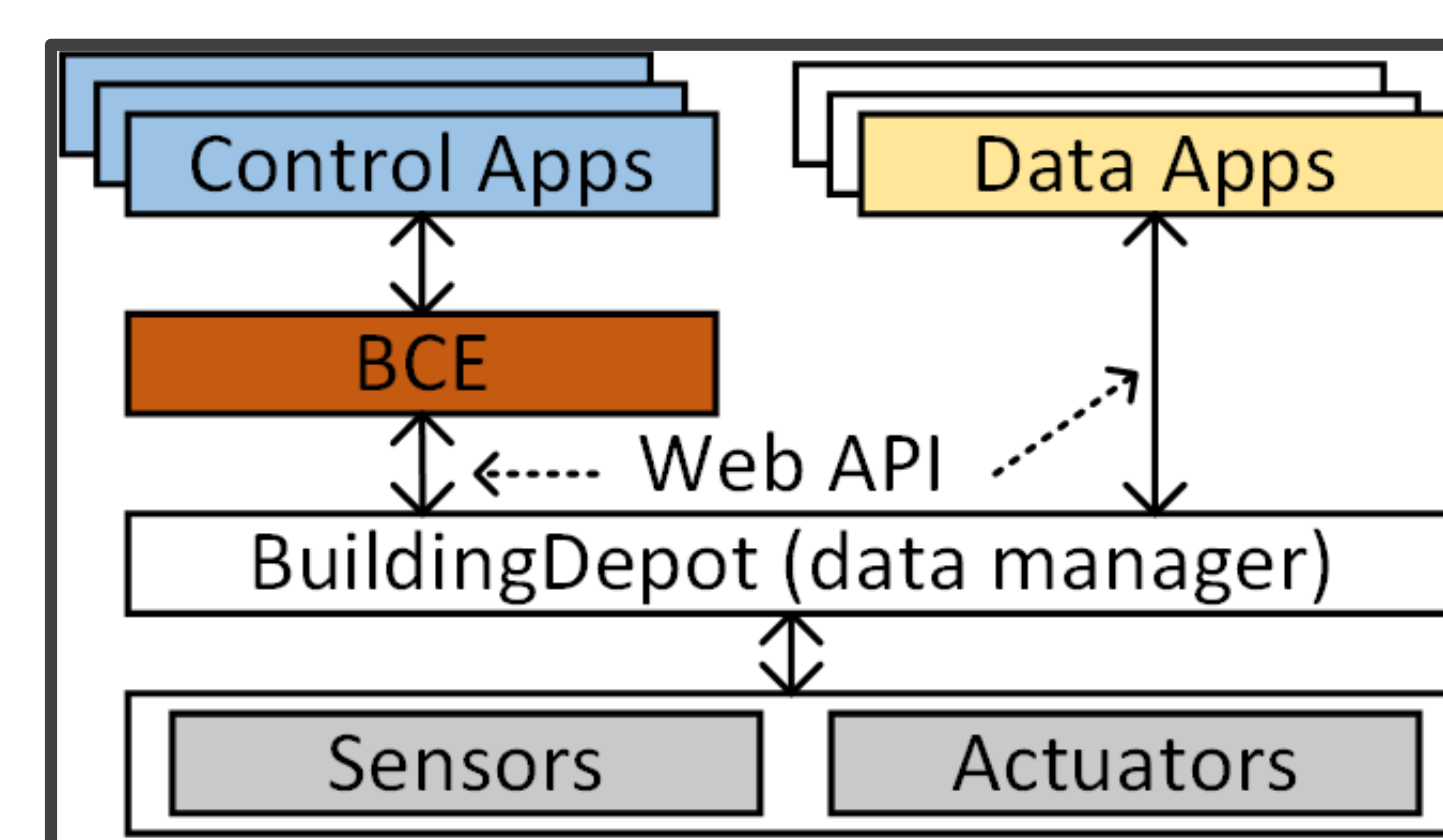 Control Apps
Data Apps
BCE
Web API
BuildingDepot (data manager)
Sensors
Actuators